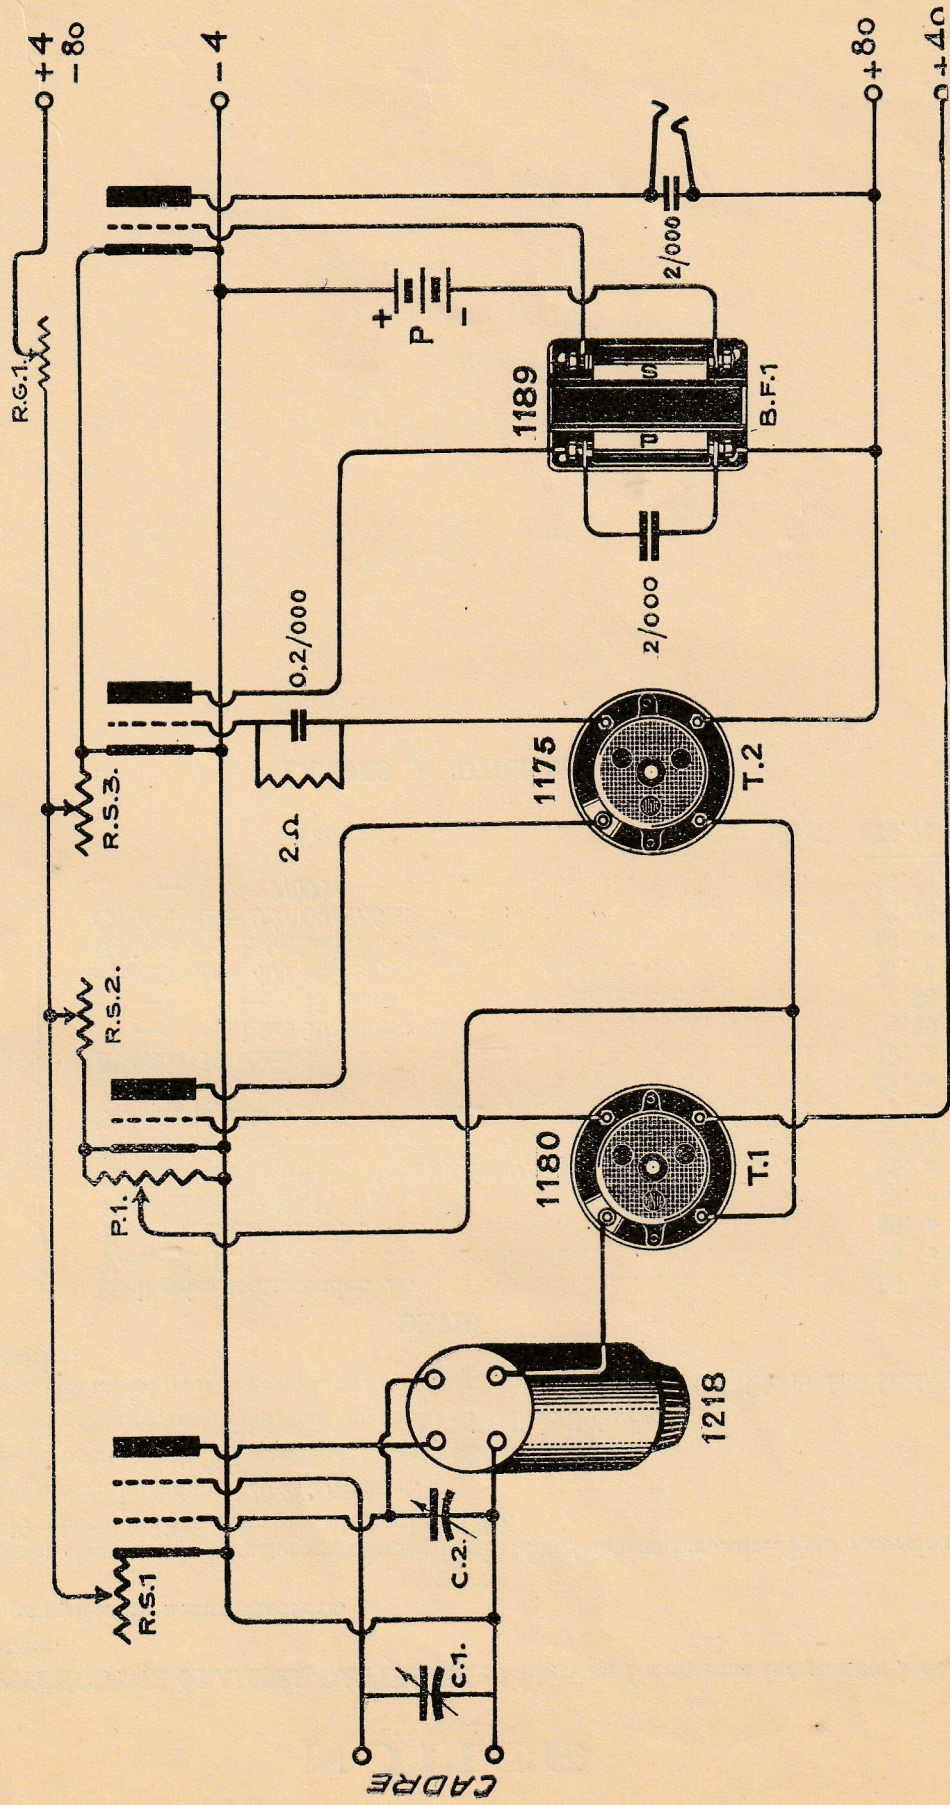 +4
-80
-4
+80
+40
R.G.1.
R.S.3.
R.S.2.
R.S.1
P.1.
2/000
+
P
-
1189
P
S
B.F.1
2/000
0,2/000
2 Ω
1175
T.2
1180
T.1
1218
C.2.
C.1.
CADRE